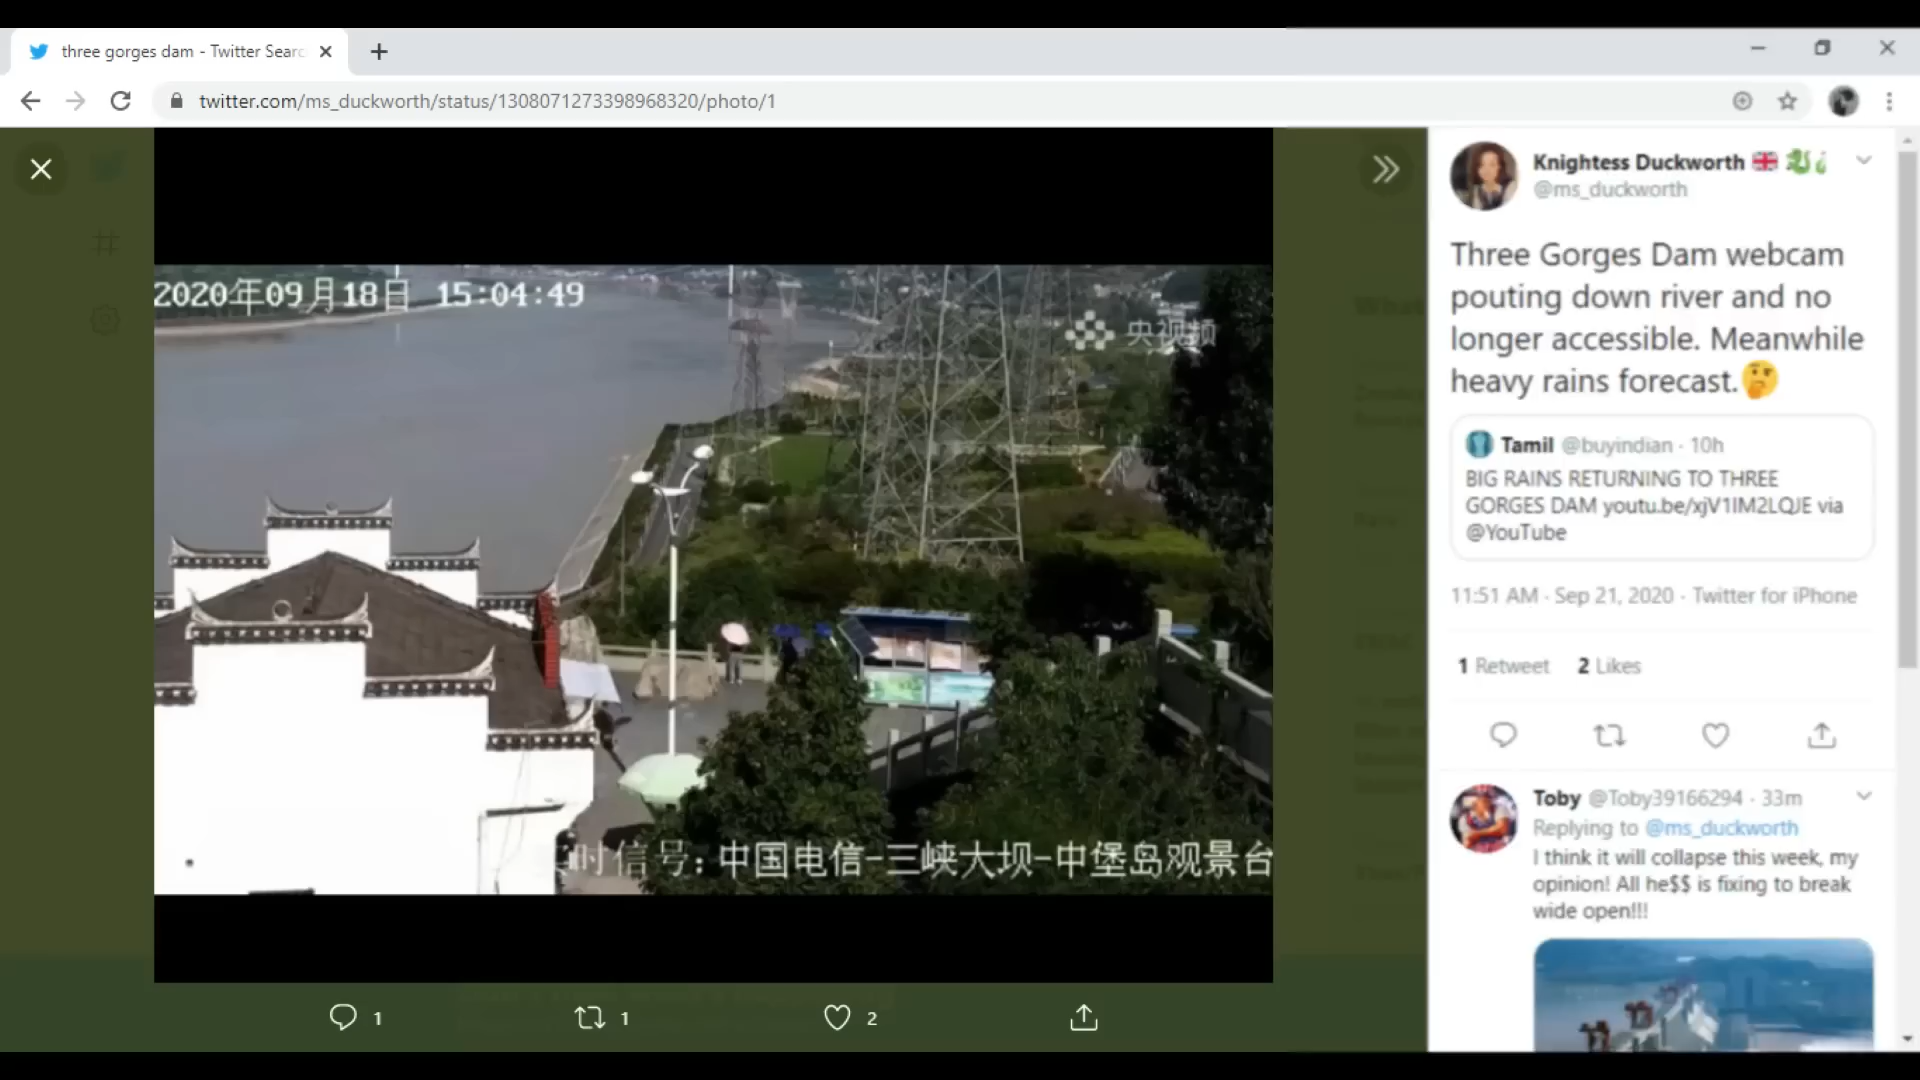 three gorges dam - Twitter Searc
twitter.com/ms_duckworth/status/1308071273398968320/photo/1
2020年09月18日 15:04:49
央视频
时信号:中国电信-三峡大坝-中堡岛观景台
1
1
2
Knightess Duckworth
@ms_duckworth
Three Gorges Dam webcam
pouting down river and no
longer accessible. Meanwhile
heavy rains forecast.
Tamil @buyindian · 10h
BIG RAINS RETURNING TO THREE
GORGES DAM youtu.be/xjV1IM2LQJE via
@YouTube
11:51 AM · Sep 21, 2020 · Twitter for iPhone
1 Retweet 2 Likes
Toby @Toby39166294 · 33m
Replying to @ms_duckworth
I think it will collapse this week, my
opinion! All he$$ is fixing to break
wide open!!!